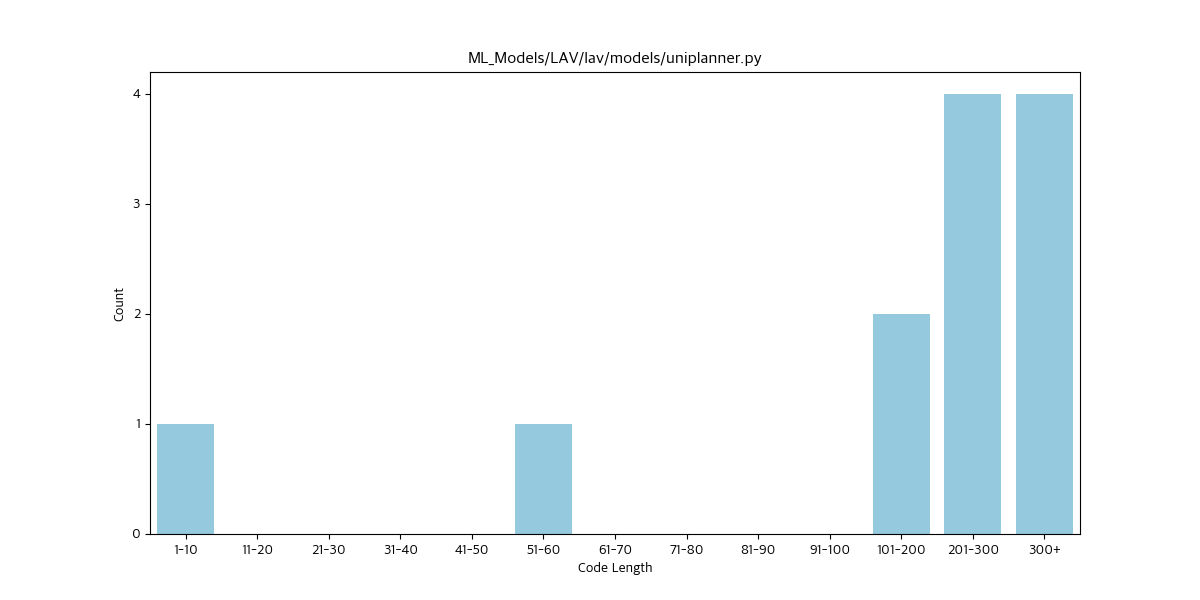 ML_Models/LAV/lav/models/uniplanner.py
4
3
2
1
0
Count
1-10 11-20 21-30 31-40 41-50 51-60 61-70 71-80 81-90 91-100 101-200 201-300 300+
Code Length